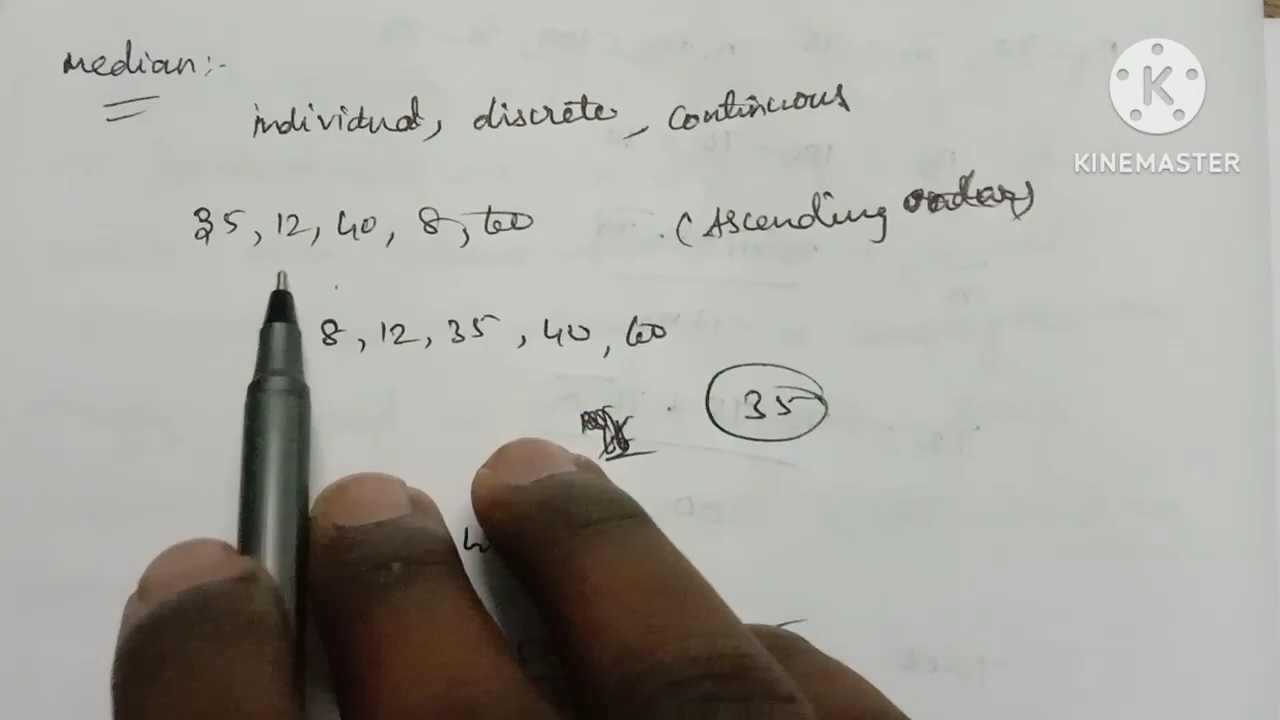 median:-
individual, discrete, continuous
35, 12, 40, 8, 60 (Ascending order)
8, 12, 35, 40, 60
35
KINEMASTER